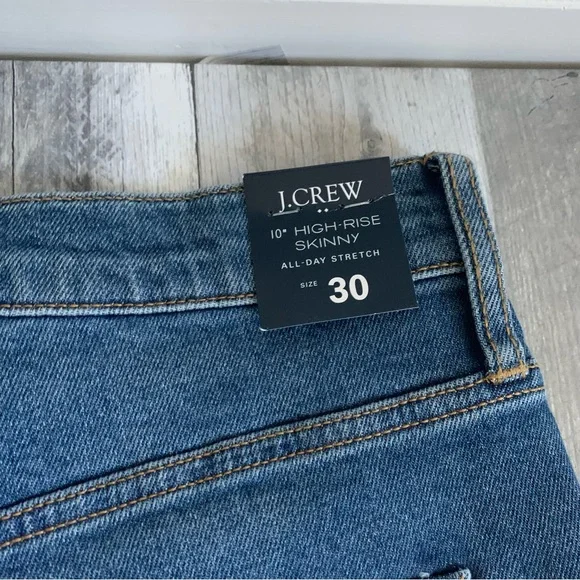 J.CREW
10" HIGH-RISE
SKINNY
ALL-DAY STRETCH
SIZE 30